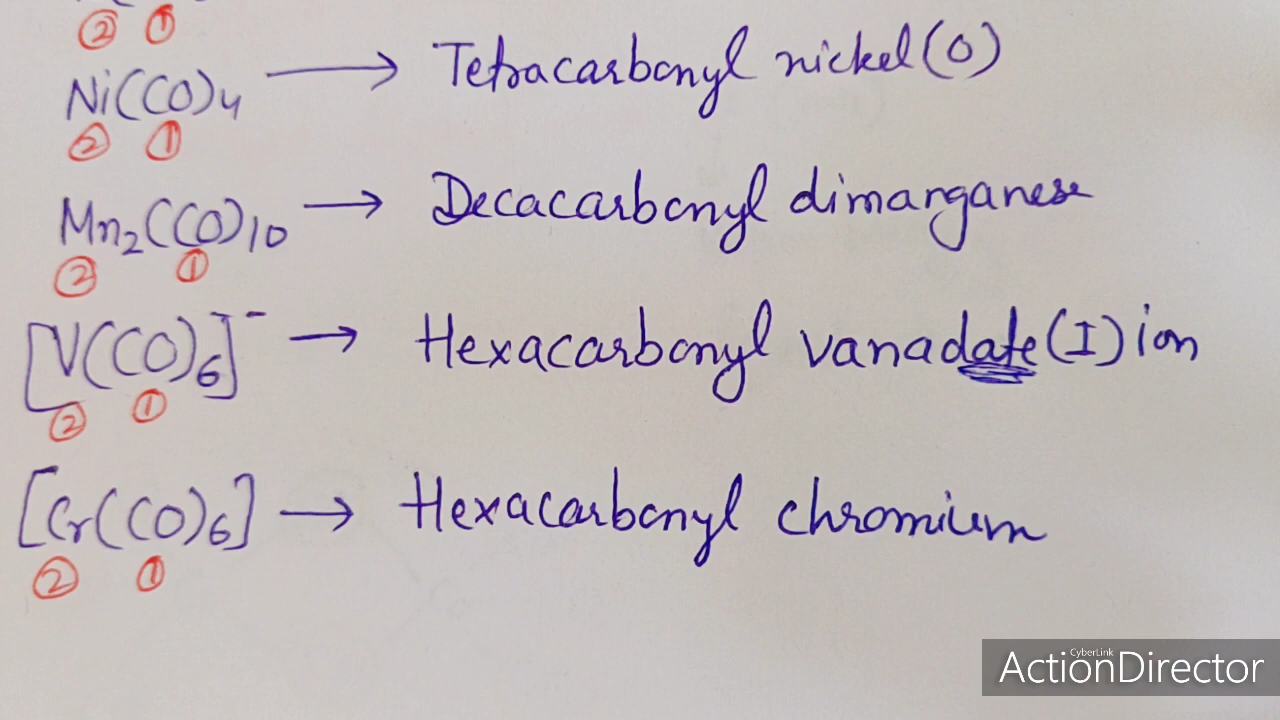 ② ①
Ni(CO)4 → Tetracarbonyl nickel(0)
② ①
Mn2(CO)10 → Decacarbonyl dimanganese
② ①
[V(CO)6]- → Hexacarbonyl vanadate(I) ion
② ①
[Cr(CO)6] → Hexacarbonyl chromium
② ①
CyberLink
ActionDirector